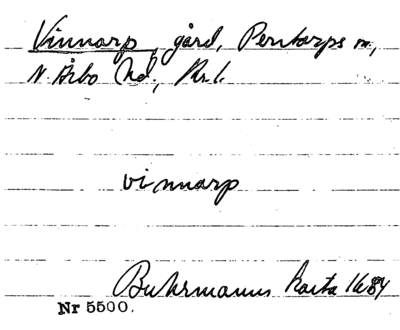 Vinnarp, gård, Perstorps sn,
N. Åsbo hd., Kr. l.
vinnarp
Buhrmanns karta 1684
Nr 5500.